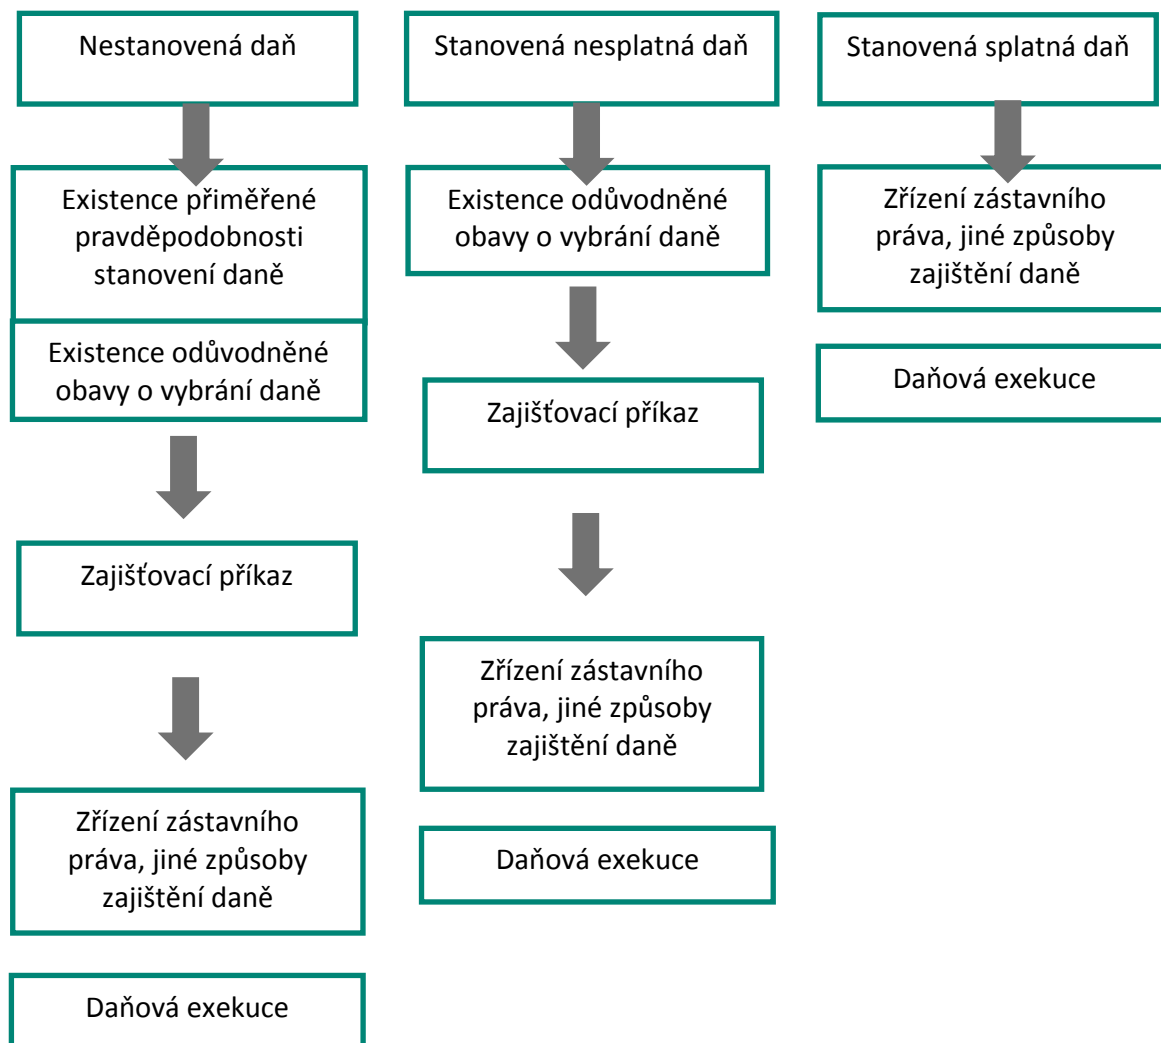 Nestanovená daň
Existence přiměřené
pravděpodobnosti
stanovení daně
Existence odůvodněné
obavy o vybrání daně
Zajišťovací příkaz
Zřízení zástavního
práva, jiné způsoby
zajištění daně
Daňová exekuce
Stanovená nesplatná daň
Existence odůvodněné
obavy o vybrání daně
Zajišťovací příkaz
Zřízení zástavního
práva, jiné způsoby
zajištění daně
Daňová exekuce
Stanovená splatná daň
Zřízení zástavního
práva, jiné způsoby
zajištění daně
Daňová exekuce